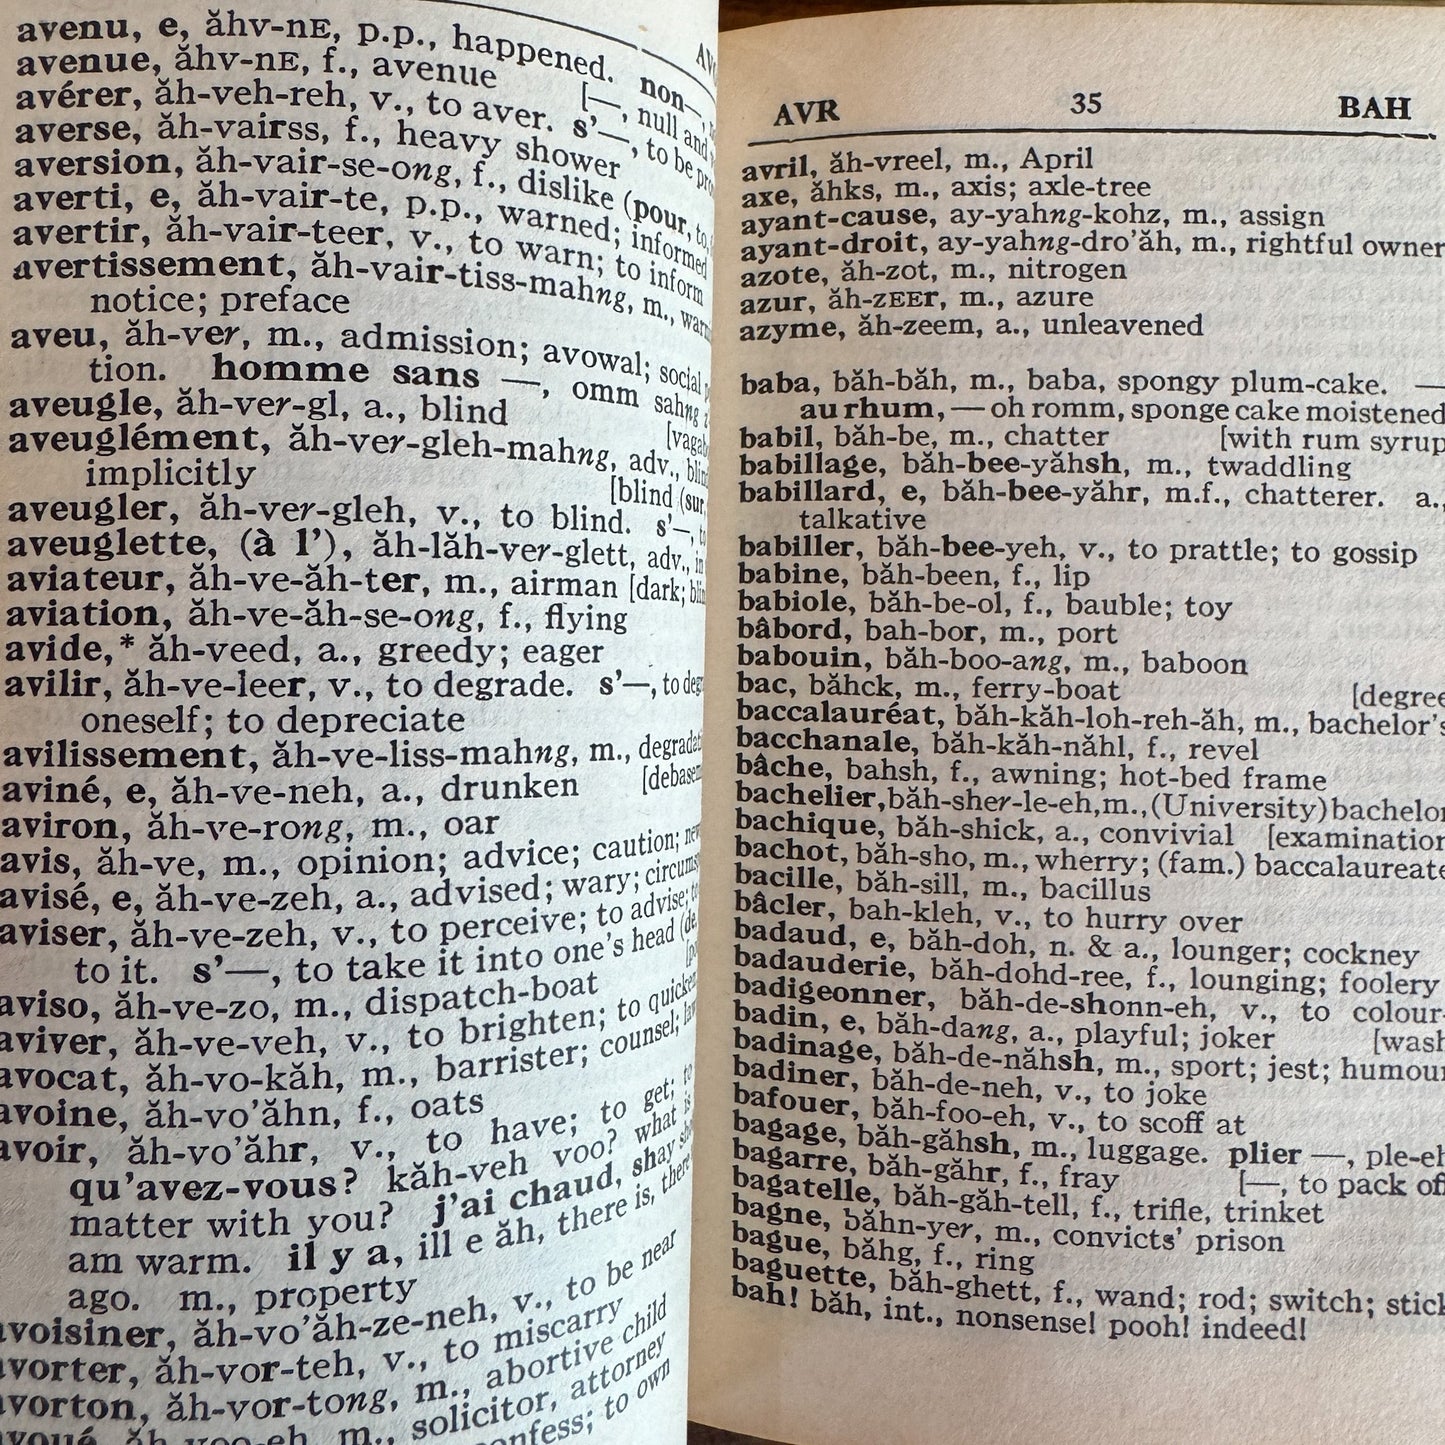 avenu, e, ăhv-nE, p.p., happened. non—,
avenue, ăhv-nE, f., avenue [—, null and
avérer, ăh-veh-reh, v., to aver. s’—, to be
averse, ăh-vairss, f., heavy shower
aversion, ăh-vair-se-ong, f., dislike (pour, to,
averti, e, ăh-vair-te, p.p., warned; informed
avertir, ăh-vair-teer, v., to warn; to inform
avertissement, ăh-vair-tiss-mahng, m.,
notice; preface
aveu, ăh-ver, m., admission; avowal; social
tion. homme sans —, omm sahng
aveugle, ăh-ver-gl, a., blind
aveuglément, ăh-ver-gleh-mahng, adv.,
implicitly [blind (sur,
aveugler, ăh-ver-gleh, v., to blind. s’—,
aveuglette, (à l’), ăh-lăh-ver-glett, adv., in
aviateur, ăh-ve-ăh-ter, m., airman [dark;
aviation, ăh-ve-ăh-se-ong, f., flying
avide,* ăh-veed, a., greedy; eager
avilir, ăh-ve-leer, v., to degrade. s’—, to
oneself; to depreciate
avilissement, ăh-ve-liss-mahng, m.,
aviné, e, ăh-ve-neh, a., drunken
aviron, ăh-ve-rong, m., oar
avis, ăh-ve, m., opinion; advice; caution;
avisé, e, ăh-ve-zeh, a., advised; wary;
aviser, ăh-ve-zeh, v., to perceive; to advise;
to it. s’—, to take it into one’s head (de,
aviso, ăh-ve-zo, m., dispatch-boat
aviver, ăh-ve-veh, v., to brighten; to
avocat, ăh-vo-kăh, m., barrister; counsel;
avoine, ăh-vo’ăhn, f., oats
avoir, ăh-vo’ăhr, v., to have; to get; to
qu’avez-vous? kăh-veh voo? what is
matter with you? j’ai chaud, shay
am warm. il y a, ill e ăh, there is,
ago. m., property
avoisiner, ăh-vo’ăh-ze-neh, v., to be near
avorter, ăh-vor-teh, v., to miscarry
avorton, ăh-vor-tong, m., abortive child
avoué, ăh-voo-eh, m., solicitor, attorney
to own
AVR 35 BAH
avril, ăh-vreel, m., April
axe, ăhks, m., axis; axle-tree
ayant-cause, ay-yahng-kohz, m., assign
ayant-droit, ay-yahng-dro’ăh, m., rightful owner
azote, ăh-zot, m., nitrogen
azur, ăh-zEEr, m., azure
azyme, ăh-zeem, a., unleavened
baba, băh-băh, m., baba, spongy plum-cake. —
au rhum, — oh romm, sponge cake moistened
babil, băh-be, m., chatter [with rum syrup
babillage, băh-bee-yăhsh, m., twaddling
babillard, e, băh-bee-yăhr, m.f., chatterer. a.,
talkative
babiller, băh-bee-yeh, v., to prattle; to gossip
babine, băh-been, f., lip
babiole, băh-be-ol, f., bauble; toy
bâbord, bah-bor, m., port
babouin, băh-boo-ang, m., baboon
bac, băhck, m., ferry-boat [degree
baccalauréat, băh-kăh-loh-reh-ăh, m., bachelor’s
bacchanale, băh-kăh-năhl, f., revel
bâche, bahsh, f., awning; hot-bed frame
bachelier, băh-sher-le-eh, m., (University) bachelor
bachique, băh-shick, a., convivial [examination
bachot, băh-sho, m., wherry; (fam.) baccalaureate
bacille, băh-sill, m., bacillus
bâcler, bah-kleh, v., to hurry over
badaud, e, băh-doh, n. & a., lounger; cockney
badauderie, băh-dohd-ree, f., lounging; foolery
badigeonner, băh-de-shonn-eh, v., to colour-
badin, e, băh-dang, a., playful; joker [wash
badinage, băh-de-năhsh, m., sport; jest; humour
badiner, băh-de-neh, v., to joke
bafouer, băh-foo-eh, v., to scoff at
bagage, băh-găhsh, m., luggage. plier —, ple-eh
bagarre, băh-găhr, f., fray [—, to pack off
bagatelle, băh-găh-tell, f., trifle, trinket
bagne, băhn-yer, m., convicts’ prison
bague, băhg, f., ring
baguette, băh-ghett, f., wand; rod; switch; stick
bah! băh, int., nonsense! pooh! indeed!